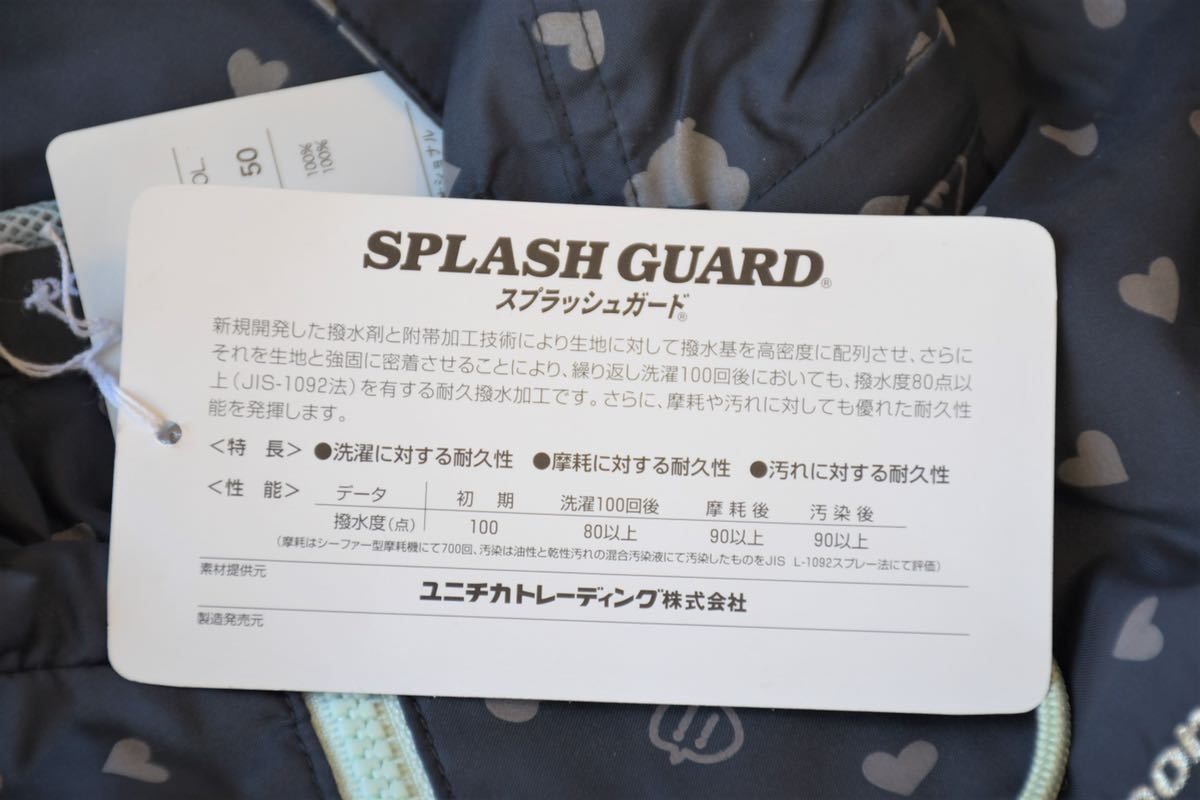 SPLASH GUARD®
スプラッシュガード®
新規開発した撥水剤と附帯加工技術により生地に対して撥水基を高密度に配列させ、さらに
それを生地と強固に密着させることにより、繰り返し洗濯100回後においても、撥水度80点以
上(JIS-1092法)を有する耐久撥水加工です。さらに、摩耗や汚れに対しても優れた耐久性
能を発揮します。
<特 長> ●洗濯に対する耐久性 ●摩耗に対する耐久性 ●汚れに対する耐久性
<性 能> データ 初 期 洗濯100回後 摩耗後 汚染後
撥水度(点) 100 80以上 90以上 90以上
(摩耗はシーファー型摩耗機にて700回、汚染は油性と乾性汚れの混合汚染液にて汚染したものをJIS L-1092スプレー法にて評価)
素材提供元
ユニチカトレーディング株式会社
製造発売元
50
100%
100%